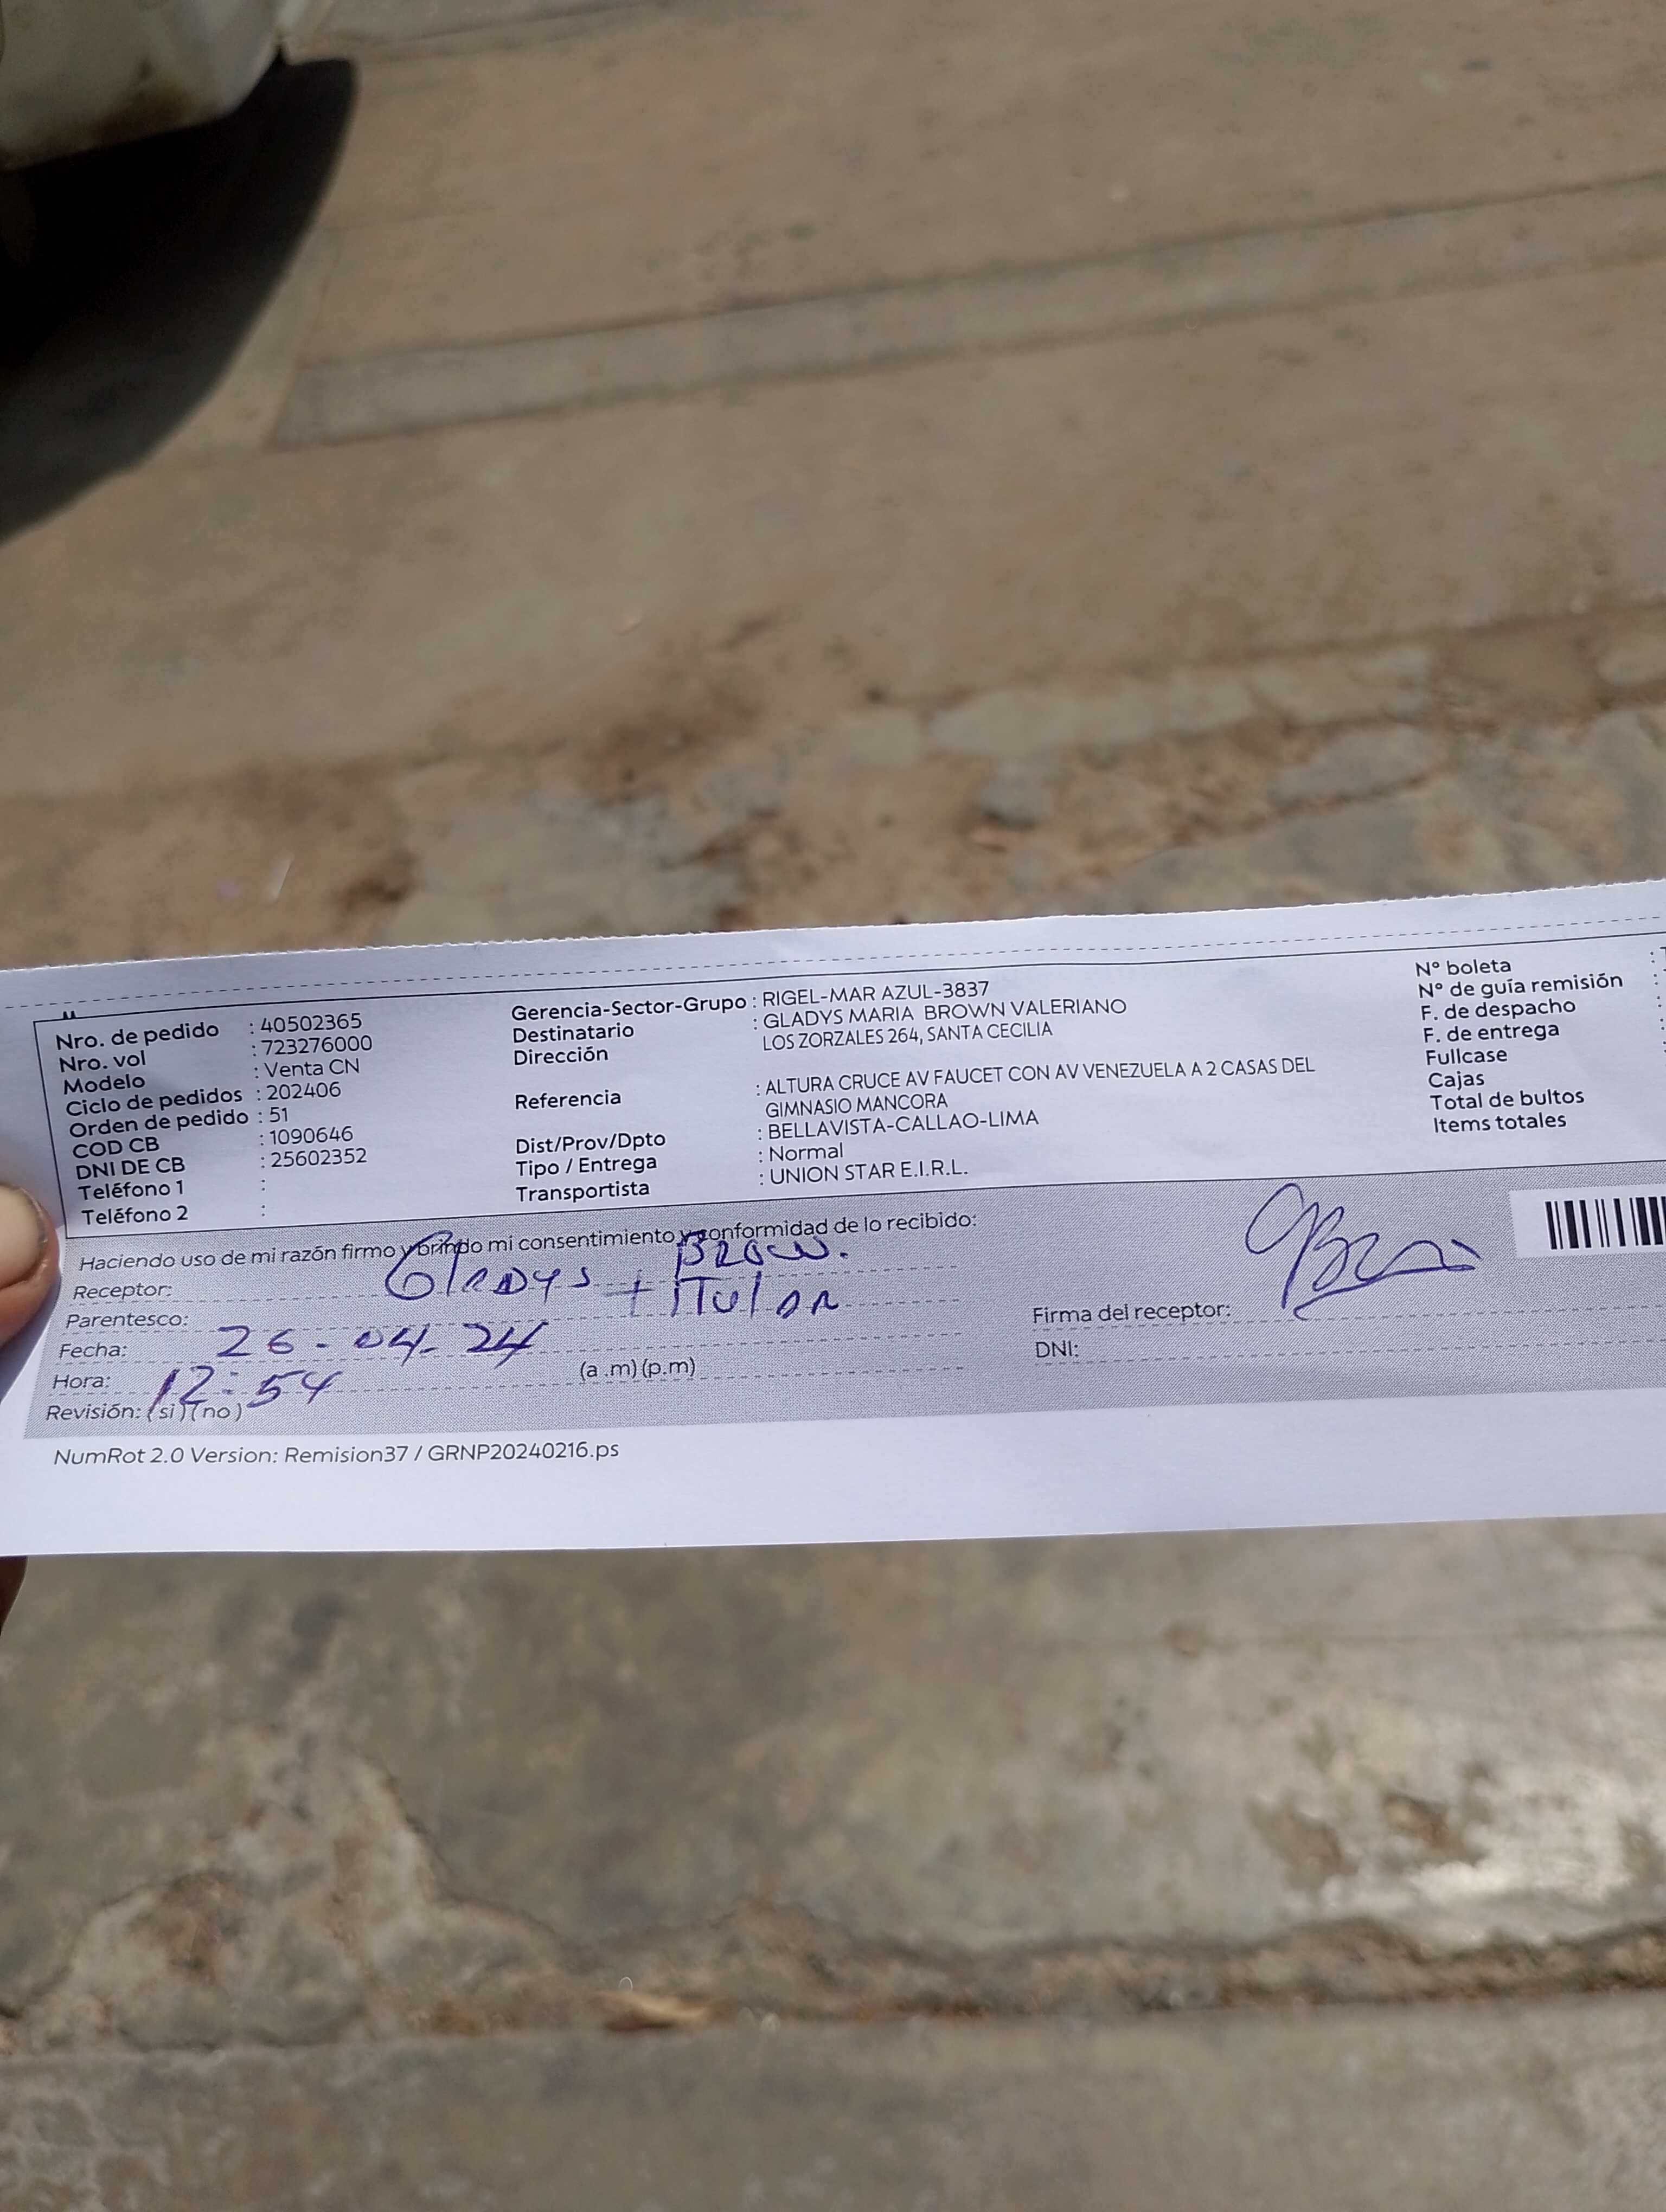 Nro. de pedido : 40502365
Nro. vol : 723276000
Modelo : Venta CN
Ciclo de pedidos : 202406
Orden de pedido : 51
COD CB : 1090646
DNI DE CB : 25602352
Teléfono 1 :
Teléfono 2 :
Gerencia-Sector-Grupo : RIGEL-MAR AZUL-3837
Destinatario : GLADYS MARIA BROWN VALERIANO
Dirección LOS ZORZALES 264, SANTA CECILIA
Referencia : ALTURA CRUCE AV FAUCET CON AV VENEZUELA A 2 CASAS DEL
GIMNASIO MANCORA
Dist/Prov/Dpto : BELLAVISTA-CALLAO-LIMA
Tipo / Entrega : Normal
Transportista : UNION STAR E.I.R.L.
N° boleta :
N° de guía remisión :
F. de despacho :
F. de entrega :
Fullcase
Cajas
Total de bultos
Items totales
Haciendo uso de mi razón firmo y brindo mi consentimiento y conformidad de lo recibido:
Receptor: Gladys Brow.
Parentesco: Titular
Fecha: 26-04-24
Hora: 12:54 (a .m) (p.m)
Revisión: (si) (no)
Firma del receptor:
DNI:
NumRot 2.0 Version: Remision37 / GRNP20240216.ps